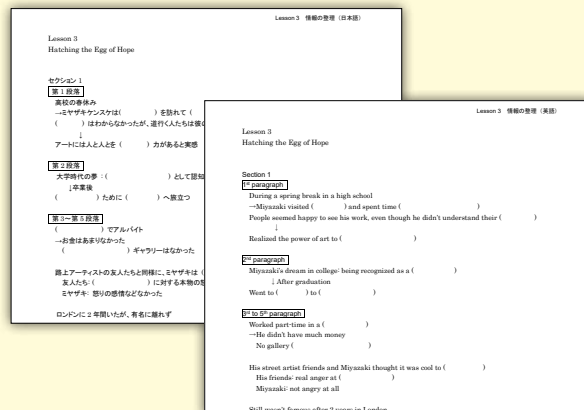 Lesson 3　情報の整理（日本語）
Lesson 3
Hatching the Egg of Hope
セクション 1
第 1 段落
高校の春休み
→ミヤザキケンスケは(　　　　)を訪れて (
(　　　　) はわからなかったが、道行く人たちは彼の
↓
アートには人と人とを (　　　　) 力があると実感
第 2 段落
大学時代の夢：(　　　　) として認知
↓卒業後
(　　　　) ために (　　　　) へ旅立つ
第 3～第 5 段落
(　　　　) でアルバイト
→お金はあまりなかった
(　　　　) ギャラリーはなかった
路上アーティストの友人たちと同様に、ミヤザキは (
友人たち: (　　　　) に対する本物の怒
ミヤザキ: 怒りの感情などなかった
ロンドンに 2 年間いたが、有名に離れず
Lesson 3　情報の整理（英語）
Lesson 3
Hatching the Egg of Hope
Section 1
1st paragraph
During a spring break in a high school
→Miyazaki visited (　　　　) and spent time (　　　　)
People seemed happy to see his work, even though he didn't understand their (　　　　)
↓
Realized the power of art to (　　　　)
2nd paragraph
Miyazaki's dream in college: being recognized as a (　　　　)
↓ After graduation
Went to (　　　　) to (　　　　)
3rd to 5th paragraph
Worked part-time in a (　　　　)
→He didn't have much money
No gallery (　　　　)
His street artist friends and Miyazaki thought it was cool to (　　　　)
His friends: real anger at (　　　　)
Miyazaki: not angry at all
Still wasn't famous after 2 years in London